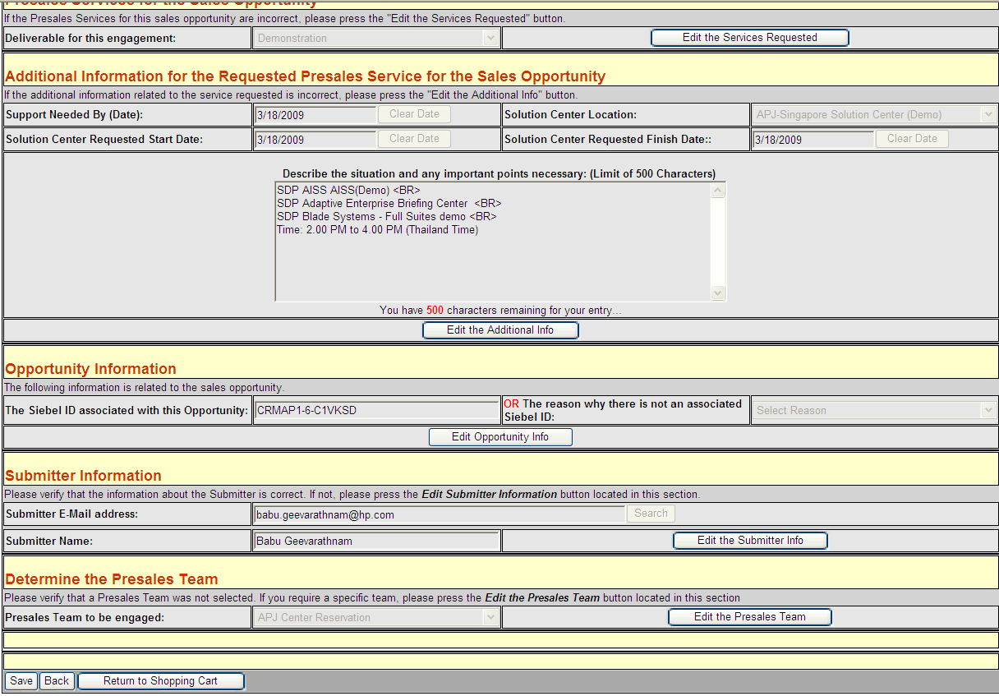 Presales Services for the Sales Opportunity
If the Presales Services for this sales opportunity are incorrect, please press the "Edit the Services Requested" button.
Deliverable for this engagement: Demonstration Edit the Services Requested
Additional Information for the Requested Presales Service for the Sales Opportunity
If the additional information related to the service requested is incorrect, please press the "Edit the Additional Info" button.
Support Needed By (Date): 3/18/2009 Clear Date Solution Center Location: APJ-Singapore Solution Center (Demo)
Solution Center Requested Start Date: 3/18/2009 Clear Date Solution Center Requested Finish Date:: 3/18/2009 Clear Date
Describe the situation and any important points necessary: (Limit of 500 Characters)
SDP AISS AISS(Demo) <BR>
SDP Adaptive Enterprise Briefing Center <BR>
SDP Blade Systems - Full Suites demo <BR>
Time: 2.00 PM to 4.00 PM (Thailand Time)
You have 500 characters remaining for your entry...
Edit the Additional Info
Opportunity Information
The following information is related to the sales opportunity.
The Siebel ID associated with this Opportunity: CRMAP1-6-C1VKSD OR The reason why there is not an associated
Siebel ID: Select Reason
Edit Opportunity Info
Submitter Information
Please verify that the information about the Submitter is correct. If not, please press the Edit Submitter Information button located in this section.
Submitter E-Mail address: babu.geevarathnam@hp.com Search
Submitter Name: Babu Geevarathnam Edit the Submitter Info
Determine the Presales Team
Please verify that a Presales Team was not selected. If you require a specific team, please press the Edit the Presales Team button located in this section
Presales Team to be engaged: APJ Center Reservation Edit the Presales Team
Save Back Return to Shopping Cart